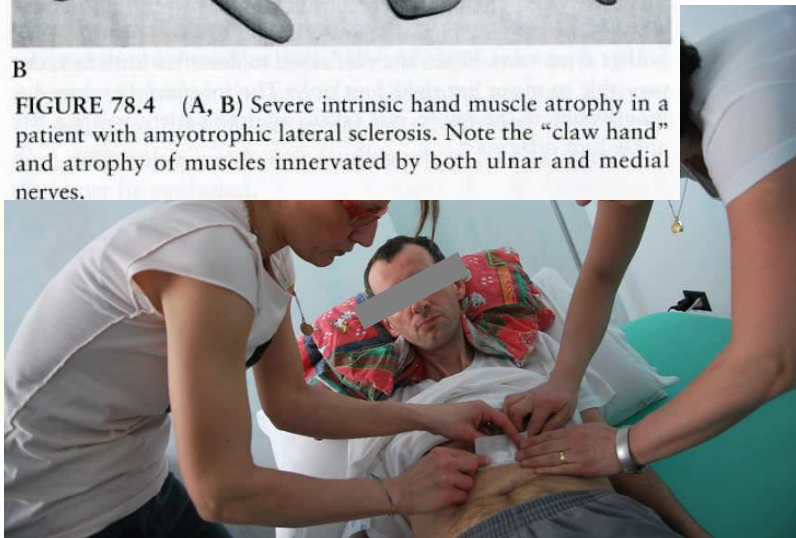 B
FIGURE 78.4 (A, B) Severe intrinsic hand muscle atrophy in a
patient with amyotrophic lateral sclerosis. Note the “claw hand”
and atrophy of muscles innervated by both ulnar and medial
nerves.